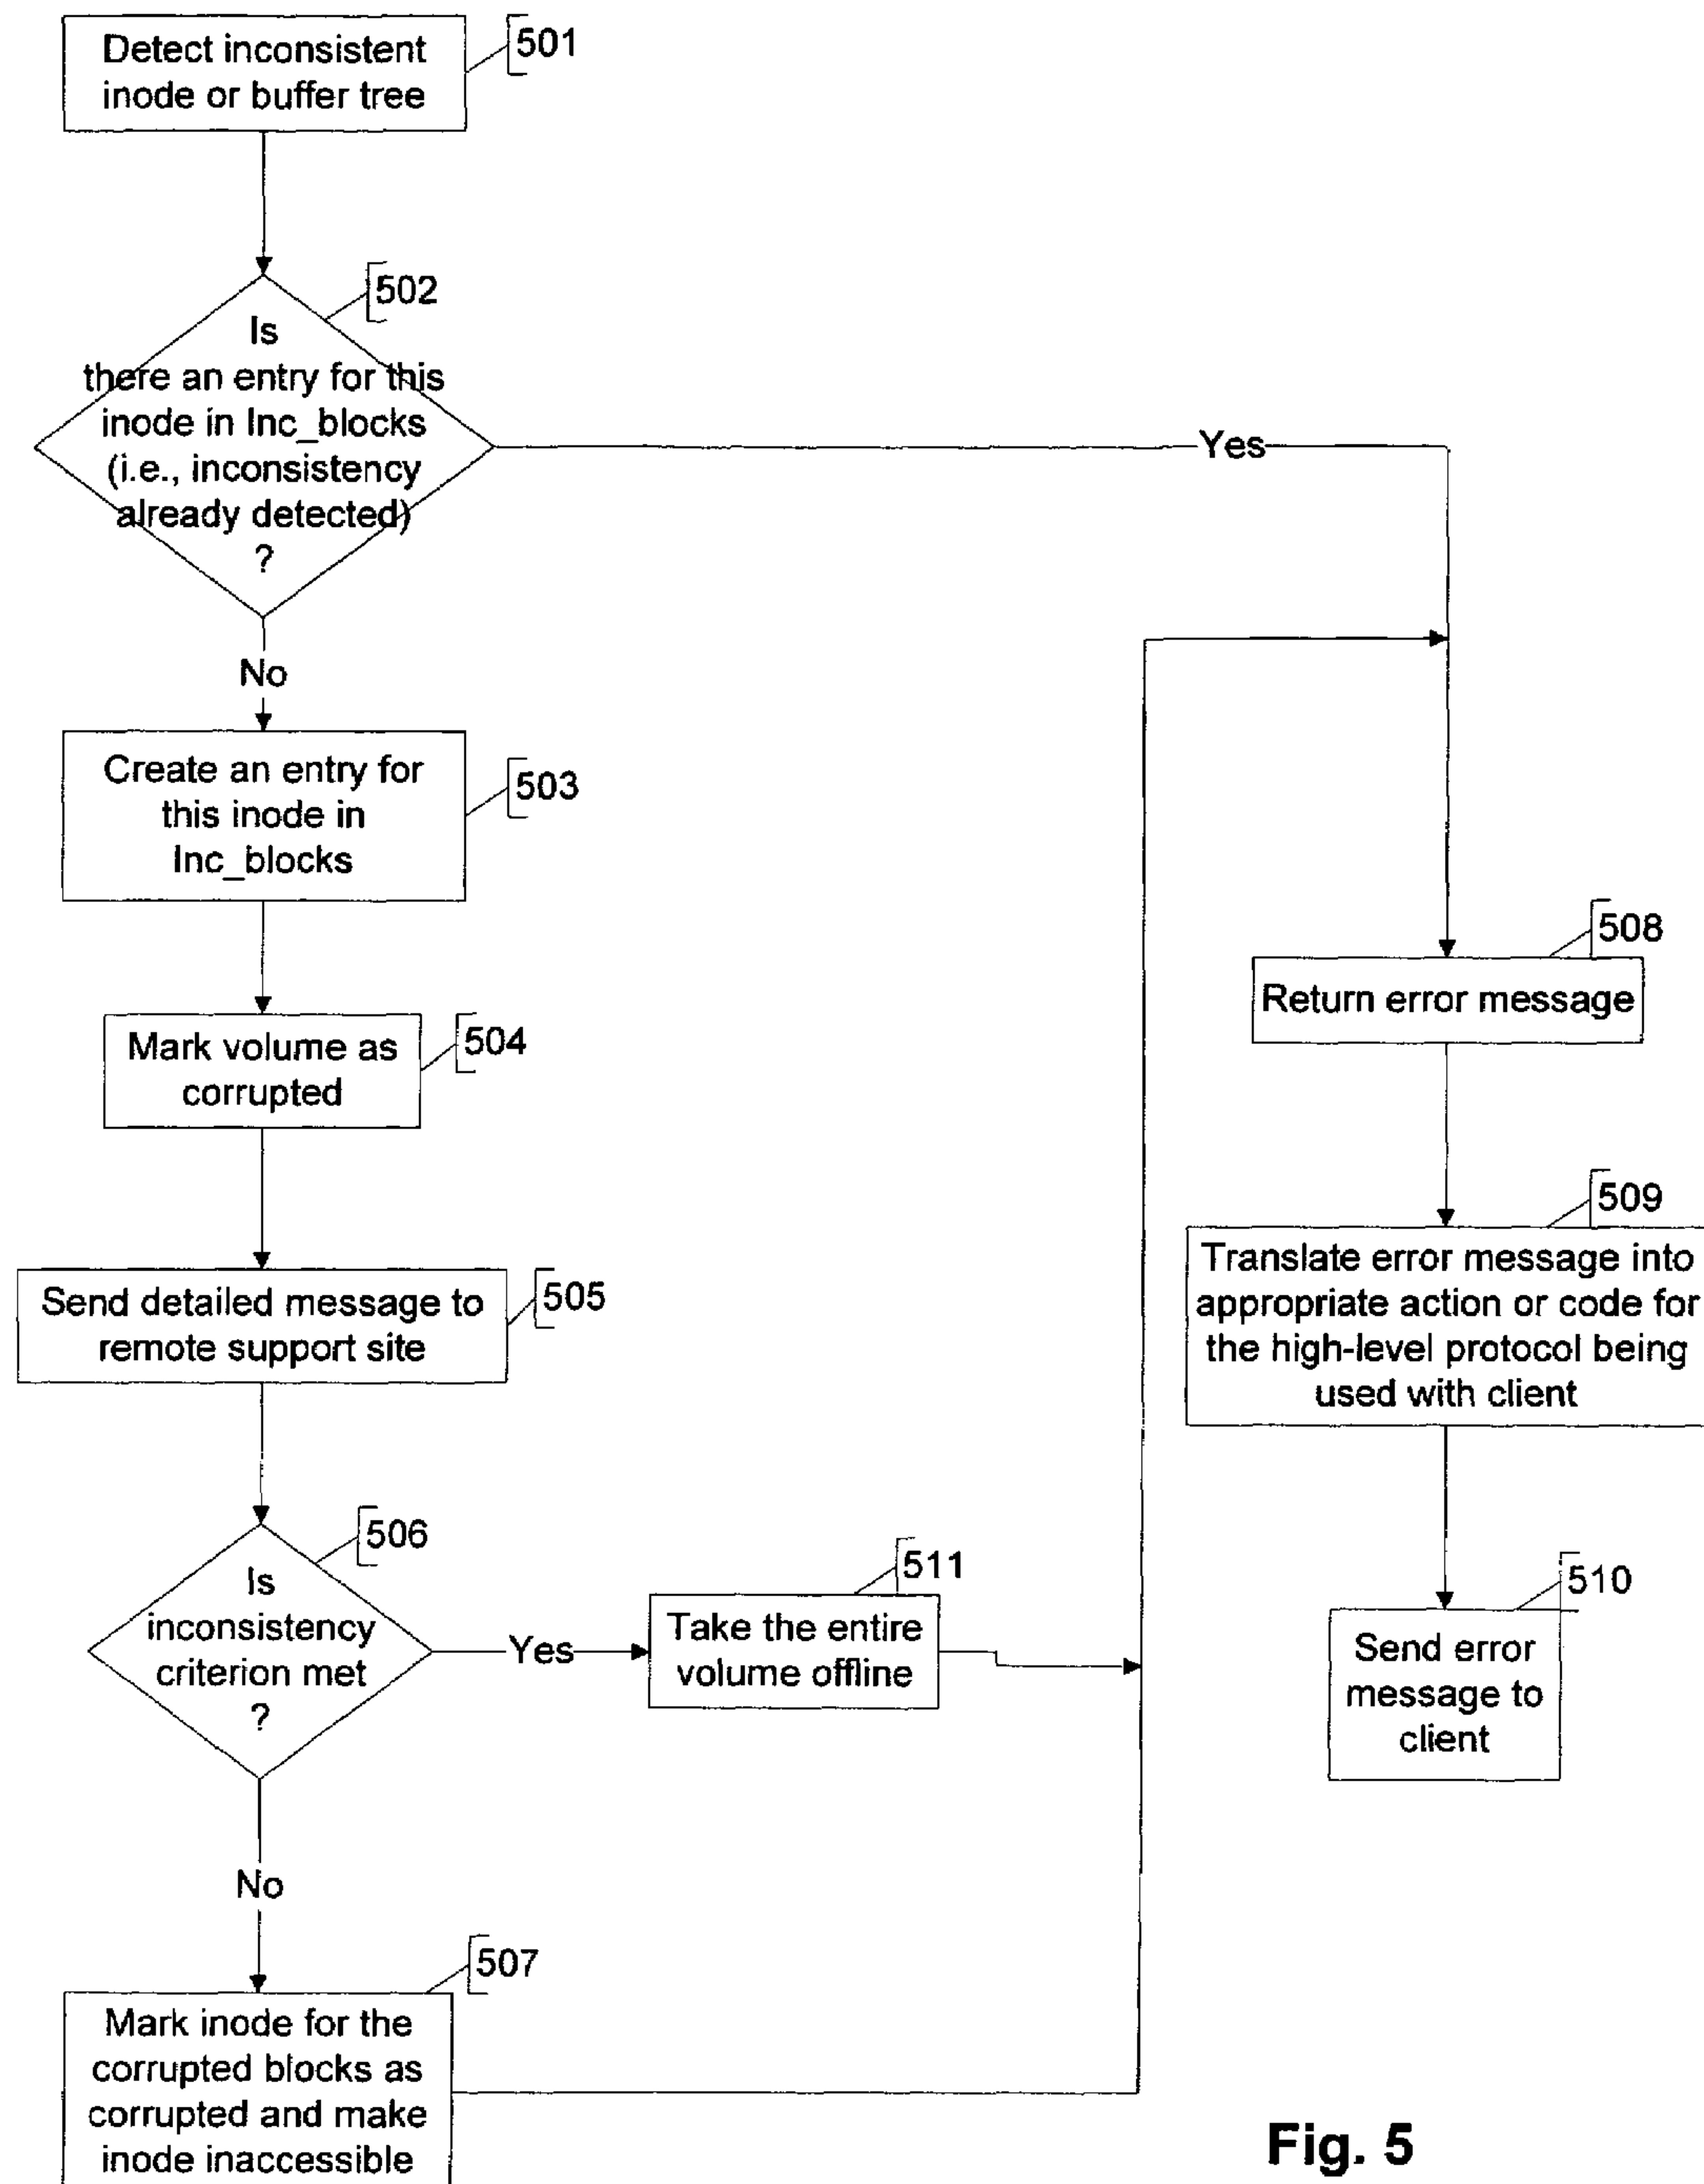 Detect inconsistent
inode or buffer tree
501
502
Is
there an entry for this
inode in Inc_blocks
(i.e., inconsistency
already detected)
?
Yes
No
Create an entry for
this inode in
Inc_blocks
503
Mark volume as
corrupted
504
Send detailed message to
remote support site
505
506
Is
inconsistency
criterion met
?
Yes
511
Take the entire
volume offline
No
507
Mark inode for the
corrupted blocks as
corrupted and make
inode inaccessible
508
Return error message
509
Translate error message into
appropriate action or code for
the high-level protocol being
used with client
510
Send error
message to
client
Fig. 5